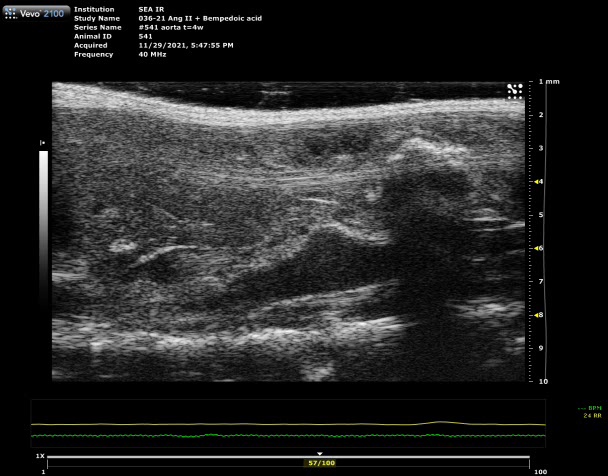 Vevo 2100
Institution SEA IR
Study Name 036-21 Ang II + Bempedoic acid
Series Name #541 aorta t=4w
Animal ID 541
Acquired 11/29/2021, 5:47:55 PM
Frequency 40 MHz
1 mm
2
3
4
5
6
7
8
9
10
--- BPM
24 RR
1X
57/100
1
100